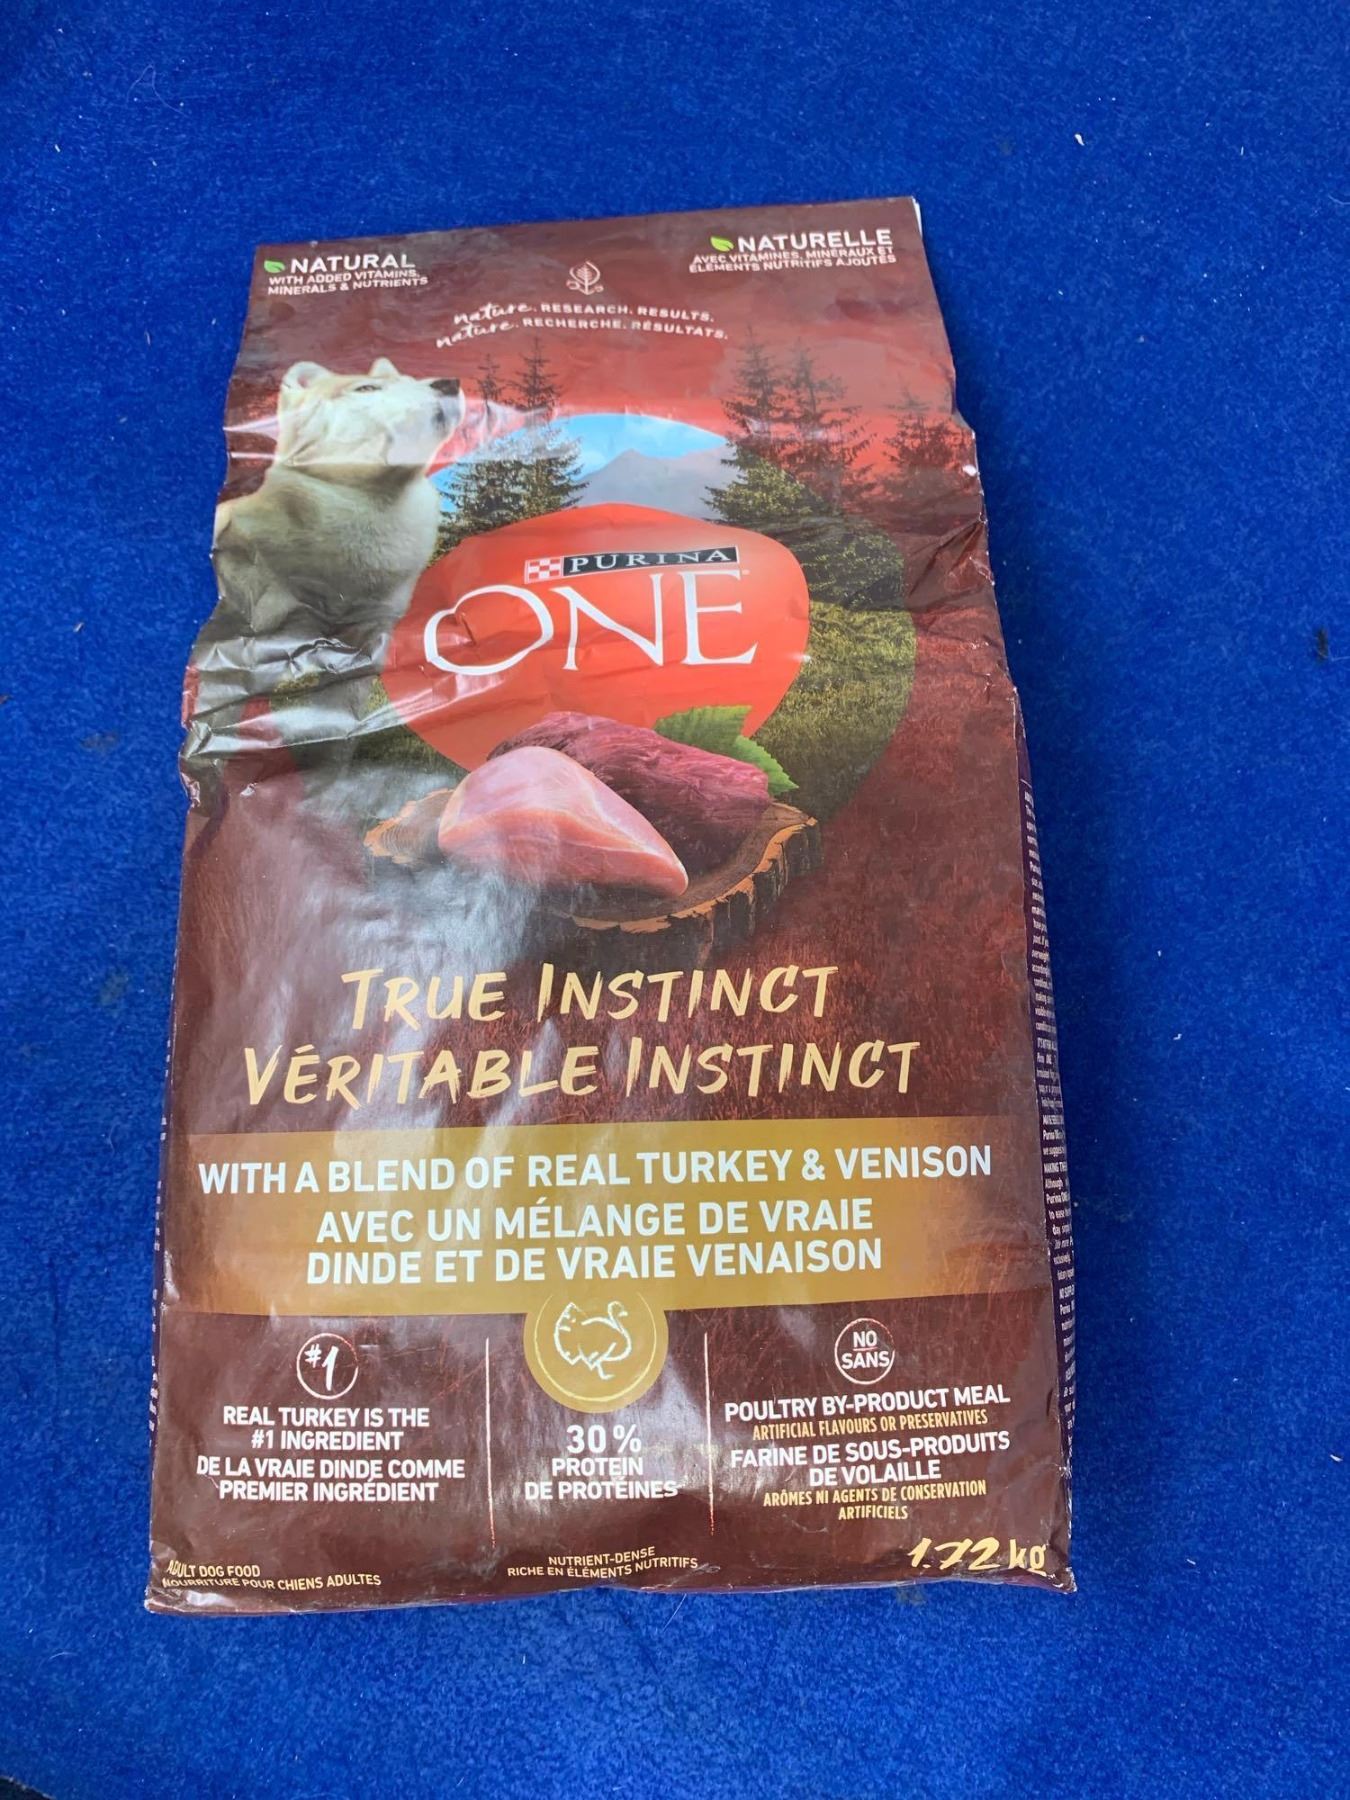 NATURAL
WITH ADDED VITAMINS,
MINERALS & NUTRIENTS
NATURELLE
AVEC VITAMINES, MINÉRAUX ET
ÉLÉMENTS NUTRITIFS AJOUTÉS
nature. RESEARCH. RESULTS.
nature. RECHERCHE. RÉSULTATS.
PURINA
ONE
TRUE INSTINCT
VÉRITABLE INSTINCT
WITH A BLEND OF REAL TURKEY & VENISON
AVEC UN MÉLANGE DE VRAIE
DINDE ET DE VRAIE VENAISON
#1
REAL TURKEY IS THE
#1 INGREDIENT
DE LA VRAIE DINDE COMME
PREMIER INGRÉDIENT
30 %
PROTEIN
DE PROTÉINES
NO
SANS
POULTRY BY-PRODUCT MEAL
ARTIFICIAL FLAVOURS OR PRESERVATIVES
FARINE DE SOUS-PRODUITS
DE VOLAILLE
ARÔMES NI AGENTS DE CONSERVATION
ARTIFICIELS
ADULT DOG FOOD
NOURRITURE POUR CHIENS ADULTES
NUTRIENT-DENSE
RICHE EN ÉLÉMENTS NUTRITIFS
1.72 kg